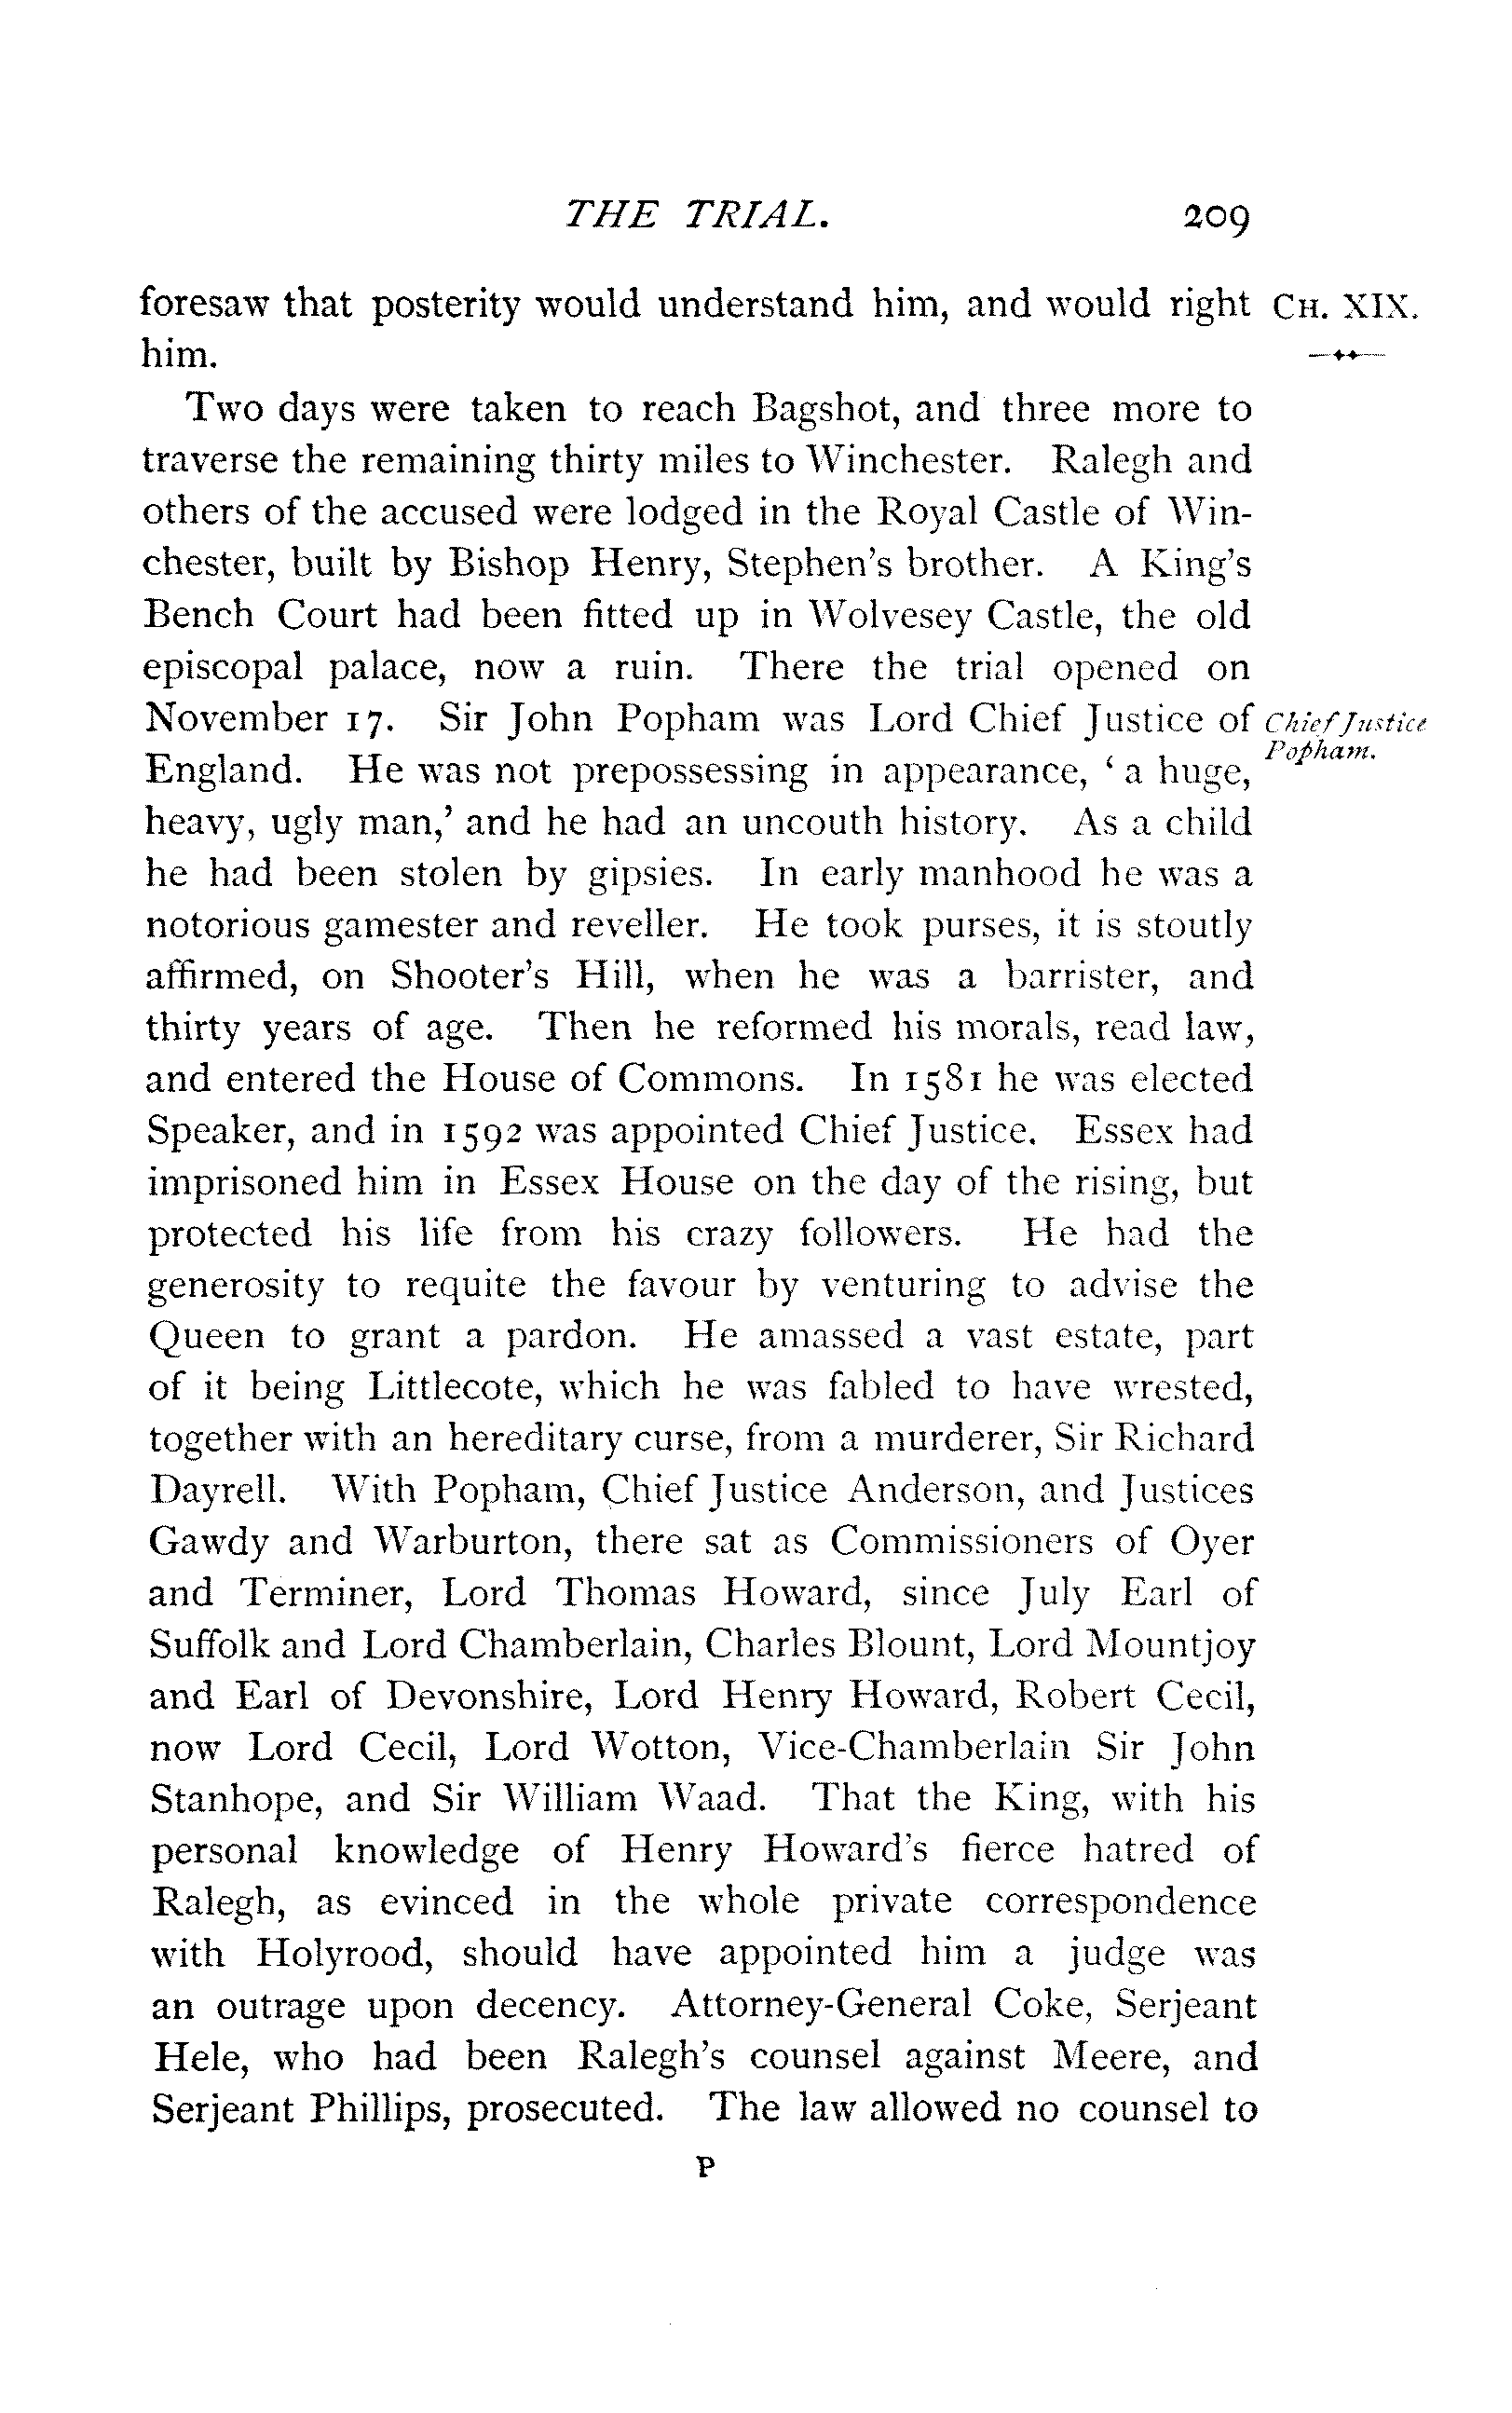 THE TRIAL. 209
foresaw that posterity would understand him, and would right CH. XIX.
him.
Two days were taken to reach Bagshot, and three more to
traverse the remaining thirty miles to Winchester. Ralegh and
others of the accused were lodged in the Royal Castle of Win-
chester, built by Bishop Henry, Stephen's brother. A King's
Bench Court had been fitted up in Wolvesey Castle, the old
episcopal palace, now a ruin. There the trial opened on
November 17. Sir John Popham was Lord Chief Justice of Chief Justice
England. He was not prepossessing in appearance, ‘a huge, Popham.
heavy, ugly man,’ and he had an uncouth history. As a child
he had been stolen by gipsies. In early manhood he was a
notorious gamester and reveller. He took purses, it is stoutly
affirmed, on Shooter's Hill, when he was a barrister, and
thirty years of age. Then he reformed his morals, read law,
and entered the House of Commons. In 1581 he was elected
Speaker, and in 1592 was appointed Chief Justice. Essex had
imprisoned him in Essex House on the day of the rising, but
protected his life from his crazy followers. He had the
generosity to requite the favour by venturing to advise the
Queen to grant a pardon. He amassed a vast estate, part
of it being Littlecote, which he was fabled to have wrested,
together with an hereditary curse, from a murderer, Sir Richard
Dayrell. With Popham, Chief Justice Anderson, and Justices
Gawdy and Warburton, there sat as Commissioners of Oyer
and Terminer, Lord Thomas Howard, since July Earl of
Suffolk and Lord Chamberlain, Charles Blount, Lord Mountjoy
and Earl of Devonshire, Lord Henry Howard, Robert Cecil,
now Lord Cecil, Lord Wotton, Vice-Chamberlain Sir John
Stanhope, and Sir William Waad. That the King, with his
personal knowledge of Henry Howard's fierce hatred of
Ralegh, as evinced in the whole private correspondence
with Holyrood, should have appointed him a judge was
an outrage upon decency. Attorney-General Coke, Serjeant
Hele, who had been Ralegh's counsel against Meere, and
Serjeant Phillips, prosecuted. The law allowed no counsel to
P